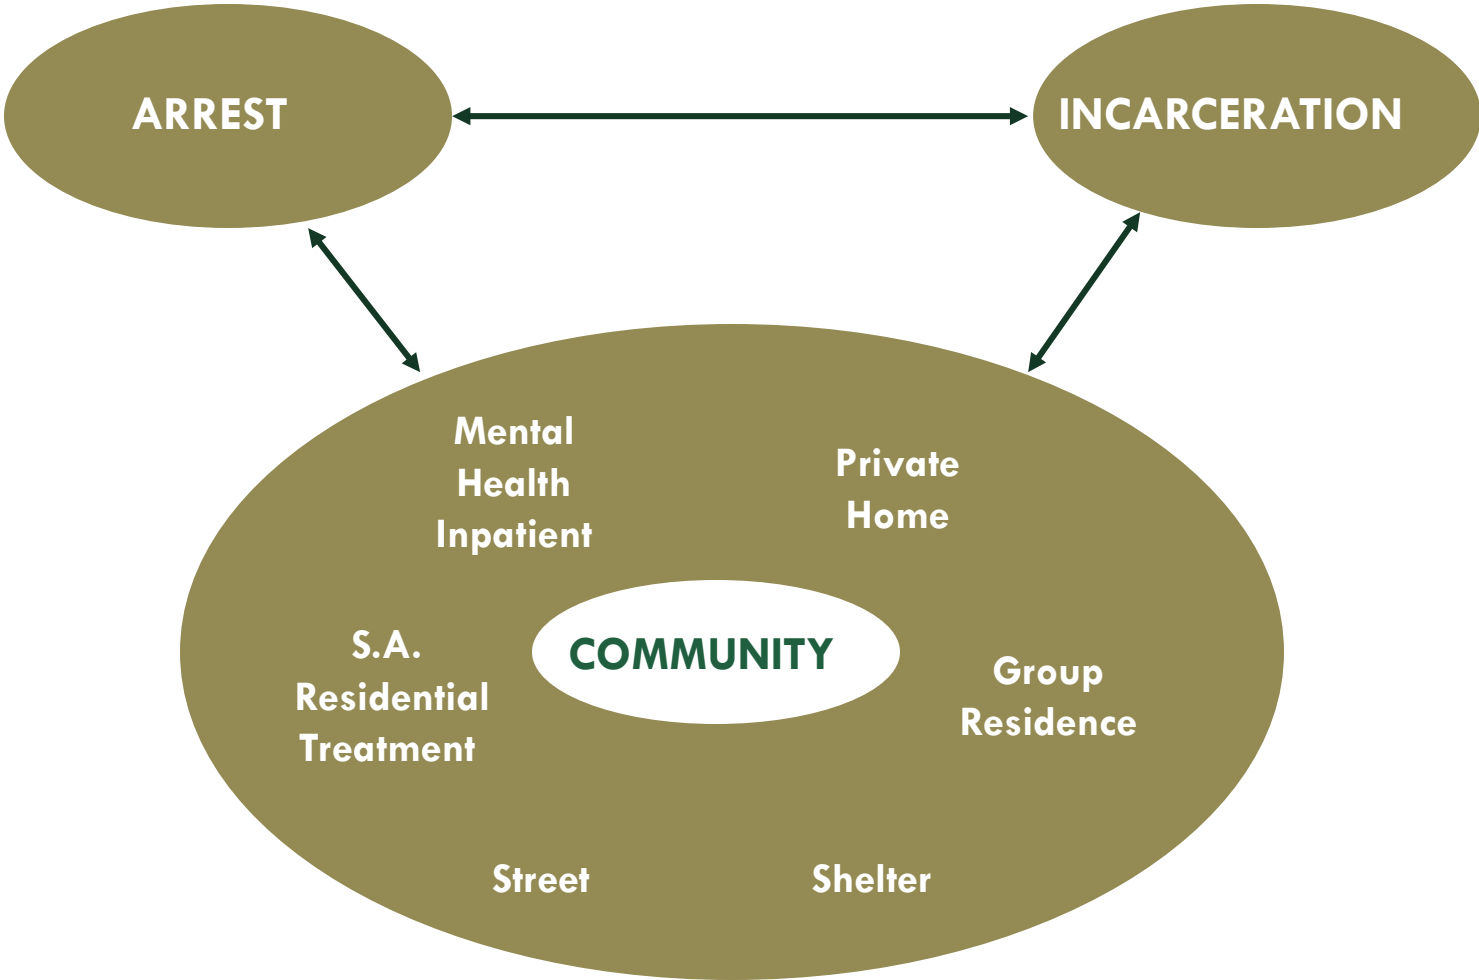 ARREST
INCARCERATION
Mental
Health
Inpatient
Private
Home
S.A.
Residential
Treatment
COMMUNITY
Group
Residence
Street
Shelter